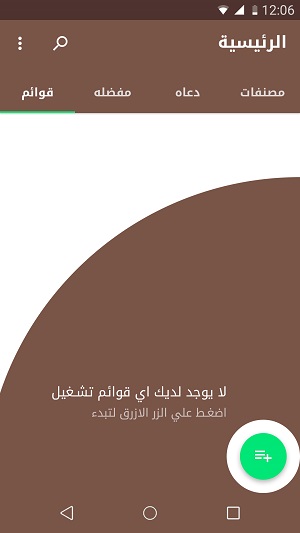 12:06
الرئيسية
مصنفات دعاه مفضله قوائم
لا يوجد لديك اي قوائم تشغيل
اضغط علي الزر الازرق لتبدء